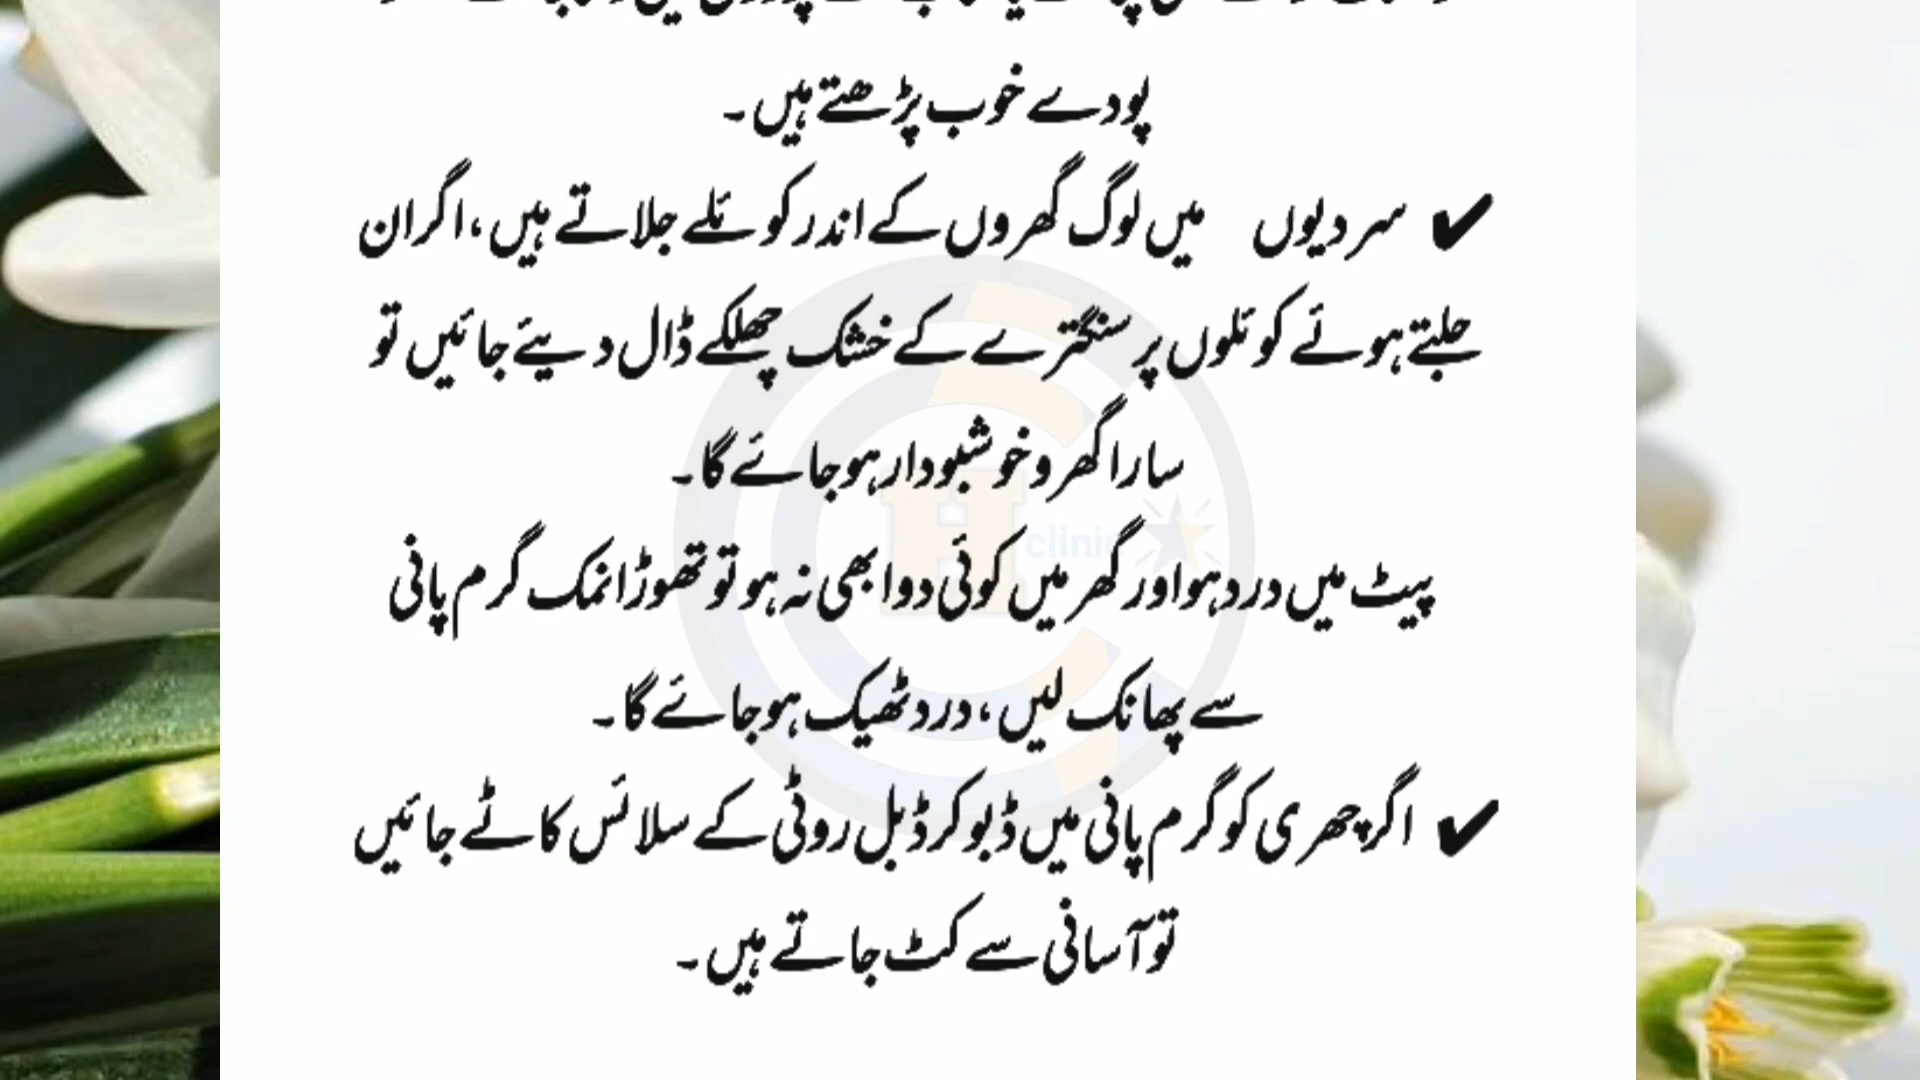 پودے خوب پڑھتے ہیں۔
✔ سردیوں میں لوگ گھروں کے اندر کوئلے جلاتے ہیں، اگر ان
جلتے ہوئے کوئلوں پر سنگترے کے خشک چھلکے ڈال دیئے جائیں تو
سارا گھر و خوشبودار ہو جائے گا۔
پیٹ میں درد ہو اور گھر میں کوئی دوا بھی نہ ہو تو تھوڑا نمک گرم پانی
سے پھانک لیں، درد ٹھیک ہو جائے گا۔
✔ اگر چھری کو گرم پانی میں ڈبو کر ڈبل روٹی کے سلائس کاٹے جائیں
تو آسانی سے کٹ جاتے ہیں۔
H clinic